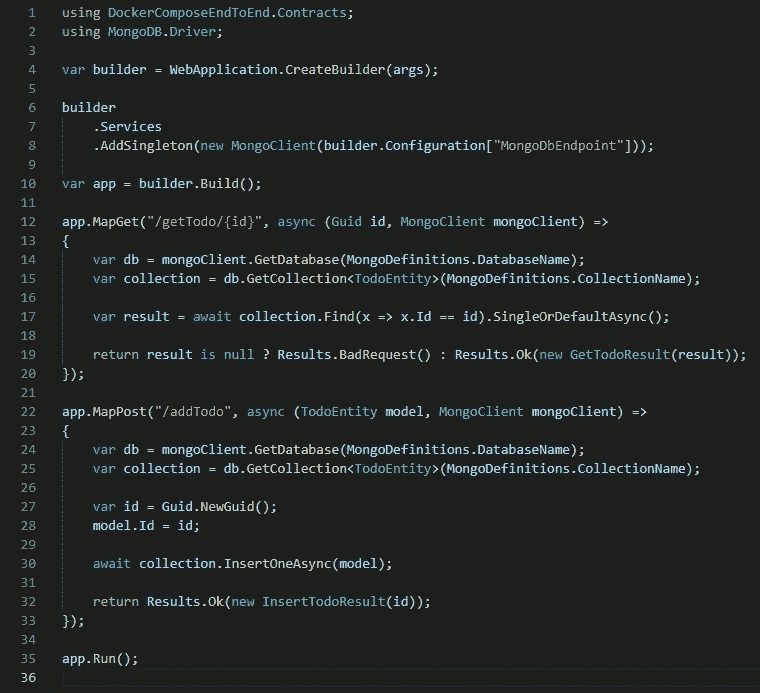 1 using DockerComposeEndToEnd.Contracts;
2 using MongoDB.Driver;
3
4 var builder = WebApplication.CreateBuilder(args);
5
6 builder
7     .Services
8     .AddSingleton(new MongoClient(builder.Configuration["MongoDbEndpoint"]));
9
10 var app = builder.Build();
11
12 app.MapGet("/getTodo/{id}", async (Guid id, MongoClient mongoClient) =>
13 {
14     var db = mongoClient.GetDatabase(MongoDefinitions.DatabaseName);
15     var collection = db.GetCollection<TodoEntity>(MongoDefinitions.CollectionName);
16
17     var result = await collection.Find(x => x.Id == id).SingleOrDefaultAsync();
18
19     return result is null ? Results.BadRequest() : Results.Ok(new GetTodoResult(result));
20 });
21
22 app.MapPost("/addTodo", async (TodoEntity model, MongoClient mongoClient) =>
23 {
24     var db = mongoClient.GetDatabase(MongoDefinitions.DatabaseName);
25     var collection = db.GetCollection<TodoEntity>(MongoDefinitions.CollectionName);
26
27     var id = Guid.NewGuid();
28     model.Id = id;
29
30     await collection.InsertOneAsync(model);
31
32     return Results.Ok(new InsertTodoResult(id));
33 });
34
35 app.Run();
36